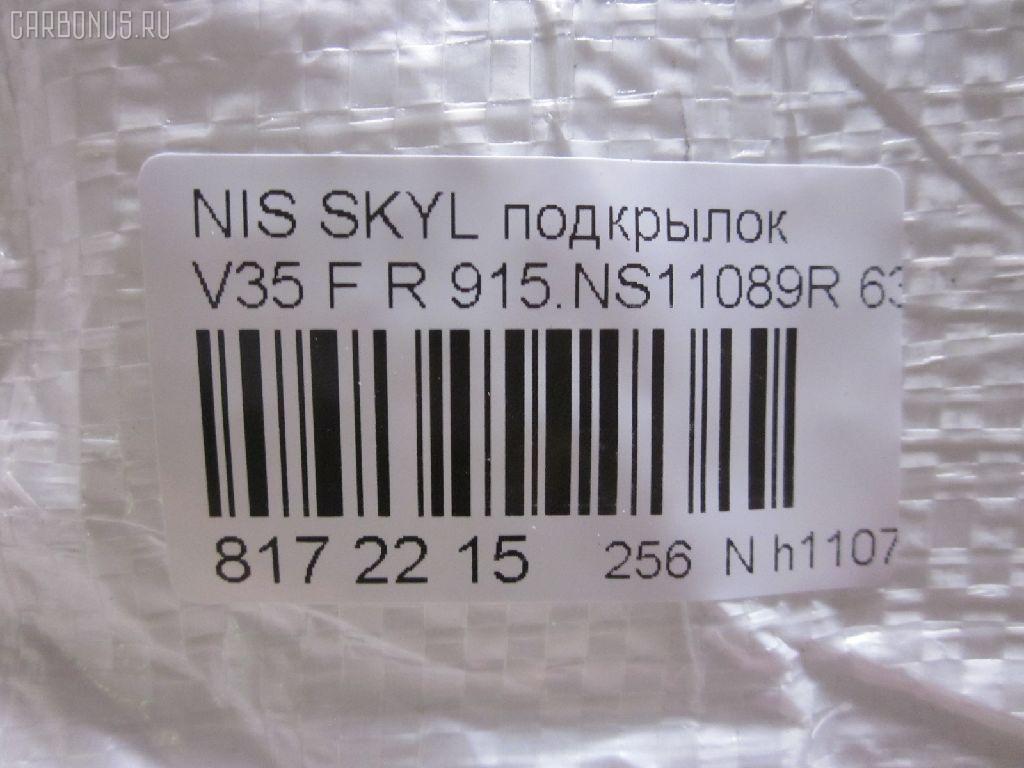 CARBONUS.RU
NIS SKYL подкрылок
V35 F R 915.NS11089R 63
817 22 15 256 N h1107